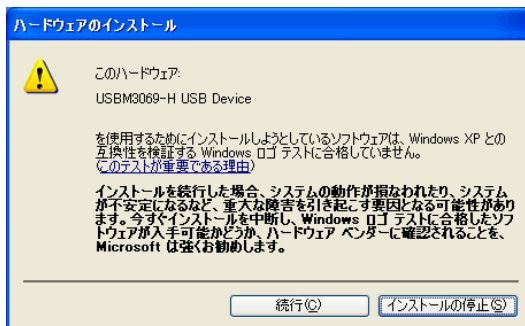 ハードウェアのインストール
このハードウェア:
USBM3069-H USB Device
を使用するためにインストールしようとしているソフトウェアは、Windows XP との
互換性を検証する Windows ロゴ テストに合格していません。
(このテストが重要である理由)
インストールを続行した場合、システムの動作が損なわれたり、システム
が不安定になるなど、重大な障害を引き起こす要因となる可能性があり
ます。今すぐインストールを中断し、Windows ロゴ テストに合格したソフ
トウェアが入手可能かどうか、ハードウェア ベンダーに確認されることを、
Microsoft は強くお勧めします。
続行(C)
インストールの停止(S)